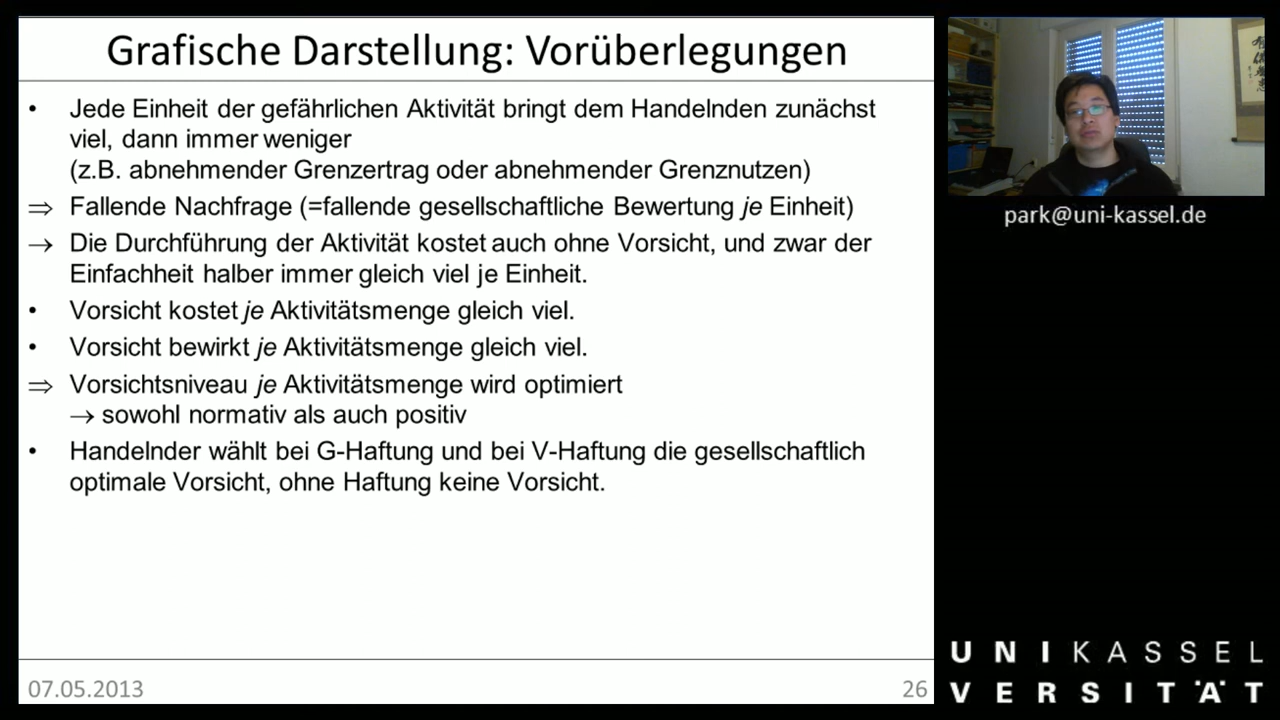 Grafische Darstellung: Vorüberlegungen
• Jede Einheit der gefährlichen Aktivität bringt dem Handelnden zunächst
viel, dann immer weniger
(z.B. abnehmender Grenzertrag oder abnehmender Grenznutzen)
⇒ Fallende Nachfrage (=fallende gesellschaftliche Bewertung je Einheit)
→ Die Durchführung der Aktivität kostet auch ohne Vorsicht, und zwar der
Einfachheit halber immer gleich viel je Einheit.
• Vorsicht kostet je Aktivitätsmenge gleich viel.
• Vorsicht bewirkt je Aktivitätsmenge gleich viel.
⇒ Vorsichtsniveau je Aktivitätsmenge wird optimiert
→ sowohl normativ als auch positiv
• Handelnder wählt bei G-Haftung und bei V-Haftung die gesellschaftlich
optimale Vorsicht, ohne Haftung keine Vorsicht.
07.05.2013
26
park@uni-kassel.de
UNIKASSEL
VERSITÄT